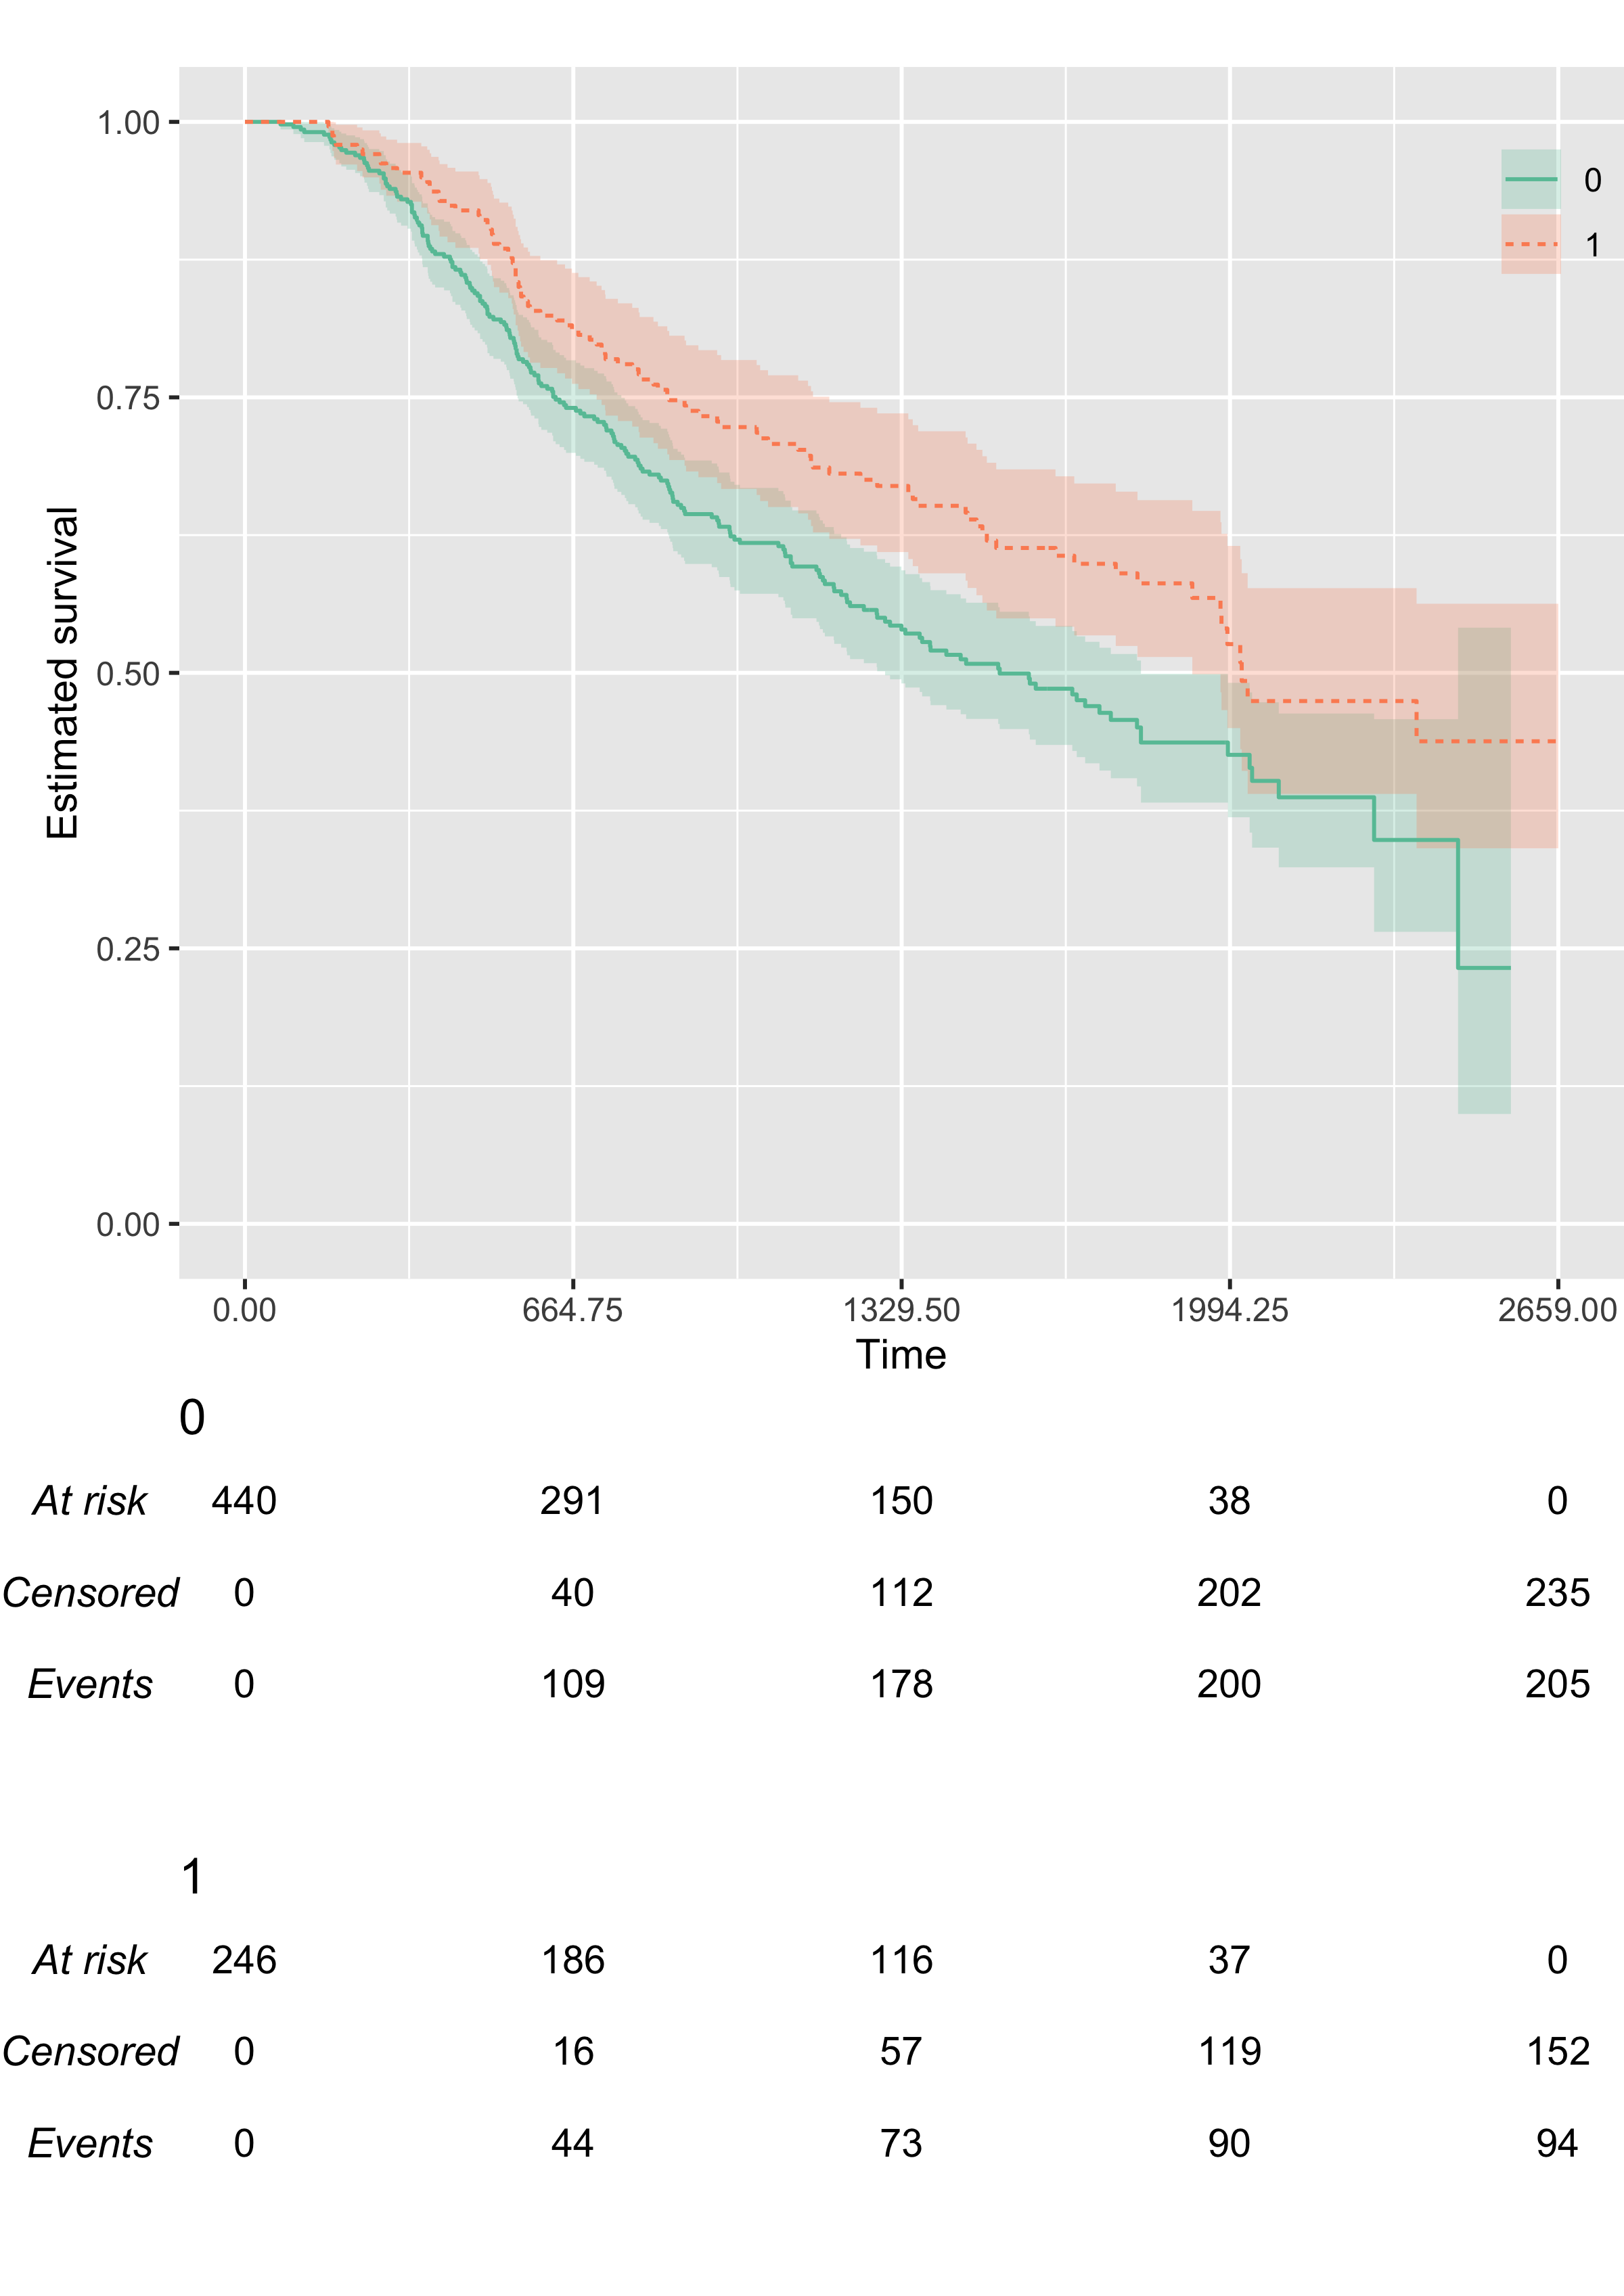 1.00
0.75
0.50
0.25
0.00
Estimated survival
0
1
0.00 664.75 1329.50 1994.25 2659.00
Time
0
At risk 440 291 150 38 0
Censored 0 40 112 202 235
Events 0 109 178 200 205
1
At risk 246 186 116 37 0
Censored 0 16 57 119 152
Events 0 44 73 90 94